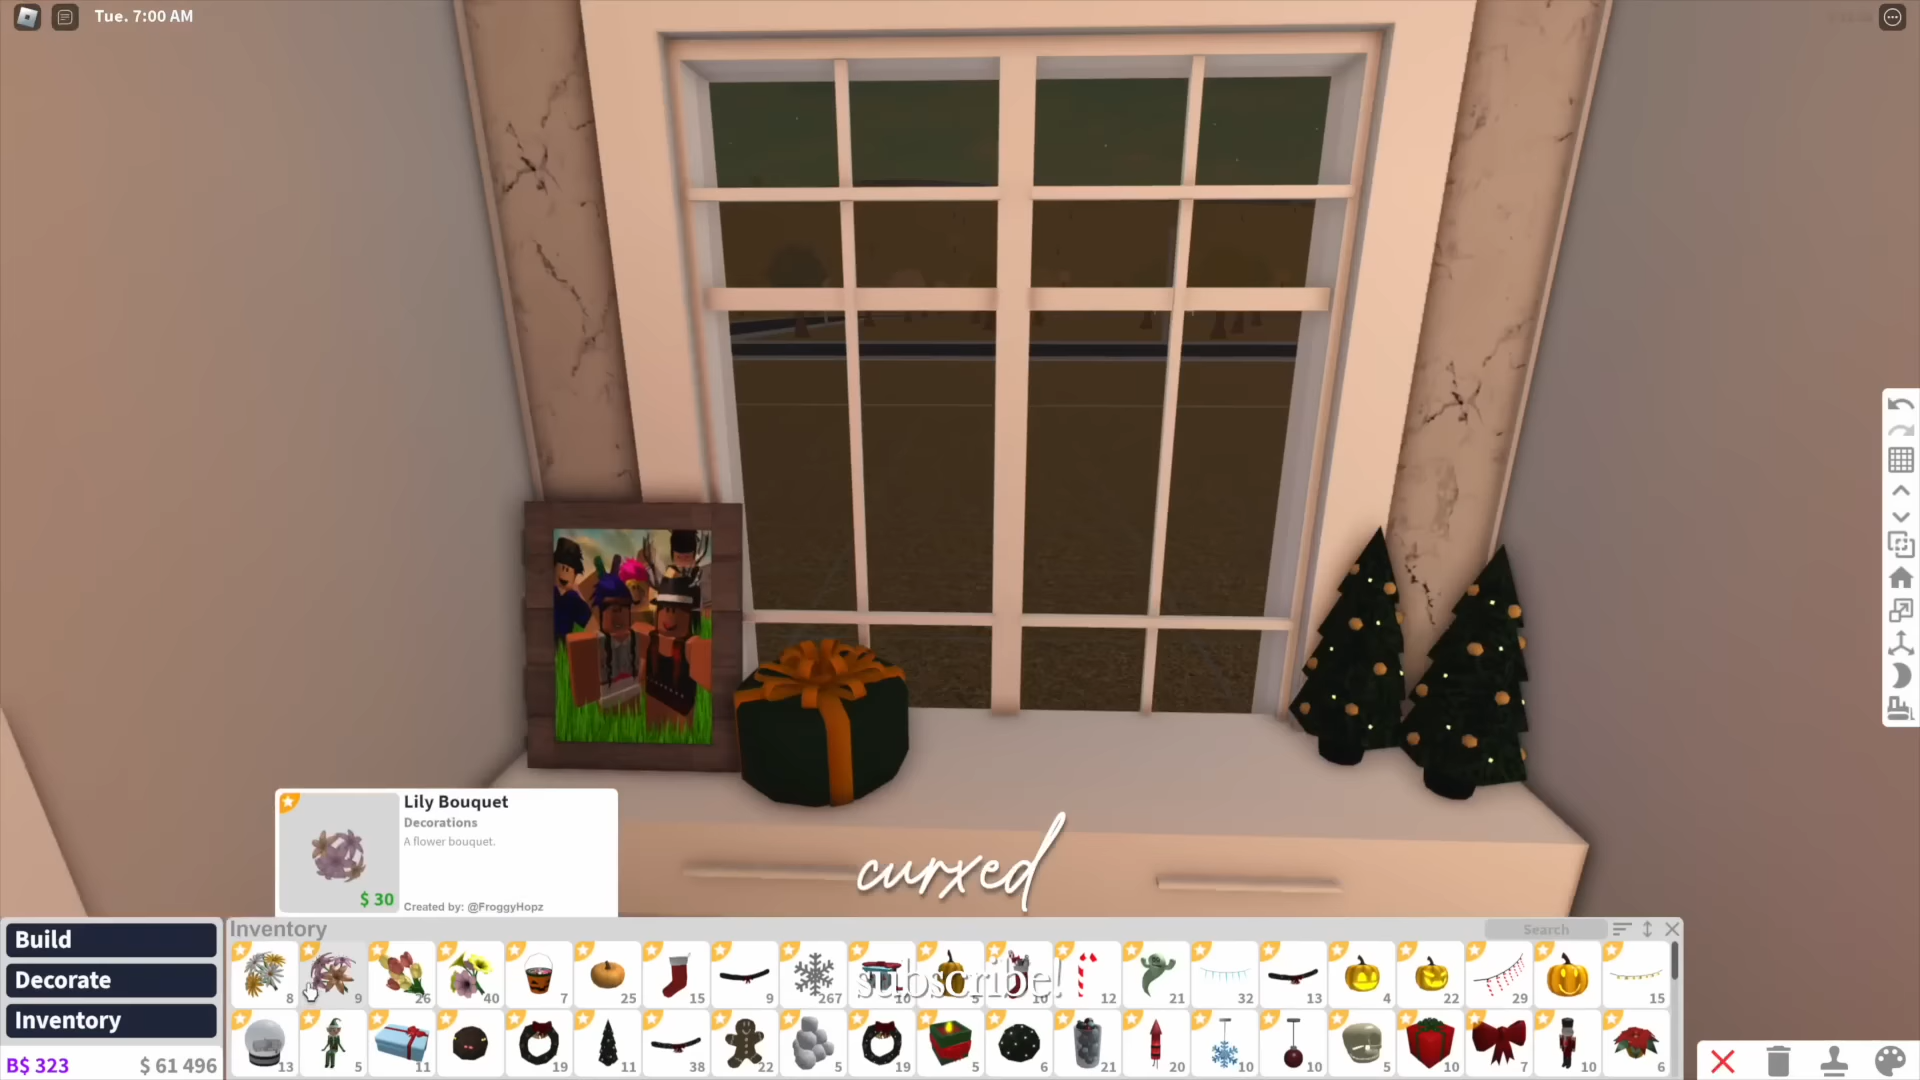 Tue. 7:00 AM
Lily Bouquet
Decorations
A flower bouquet.
$ 30
Created by: @FroggyHopz
curxed
subscribe!
Build
Decorate
Inventory
B$ 323
$ 61 496
Inventory
Search
8 9 26 40 7 25 15 9 267 10 5 10 12 21 32 13 4 22 29 15
13 5 11 19 11 38 22 5 19 5 6 21 20 10 10 5 10 7 10 6